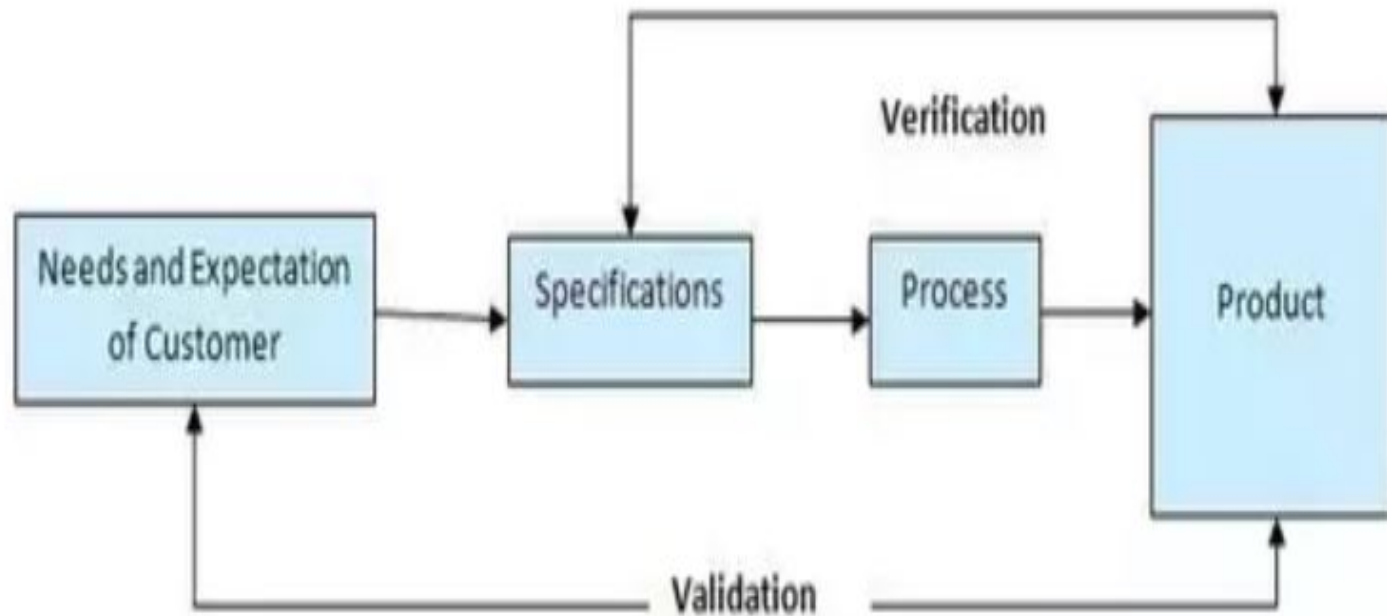 Verification
Needs and Expectation
of Customer
Specifications
Process
Product
Validation